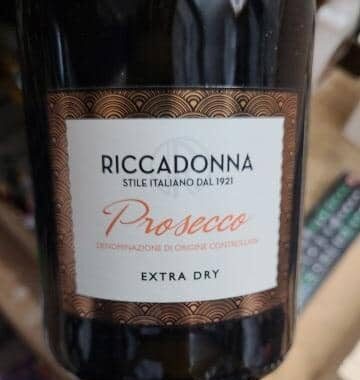 RICCADONNA
STILE ITALIANO DAL 1921
Prosecco
DENOMINAZIONE DI ORIGINE CONTROLLATA
EXTRA DRY